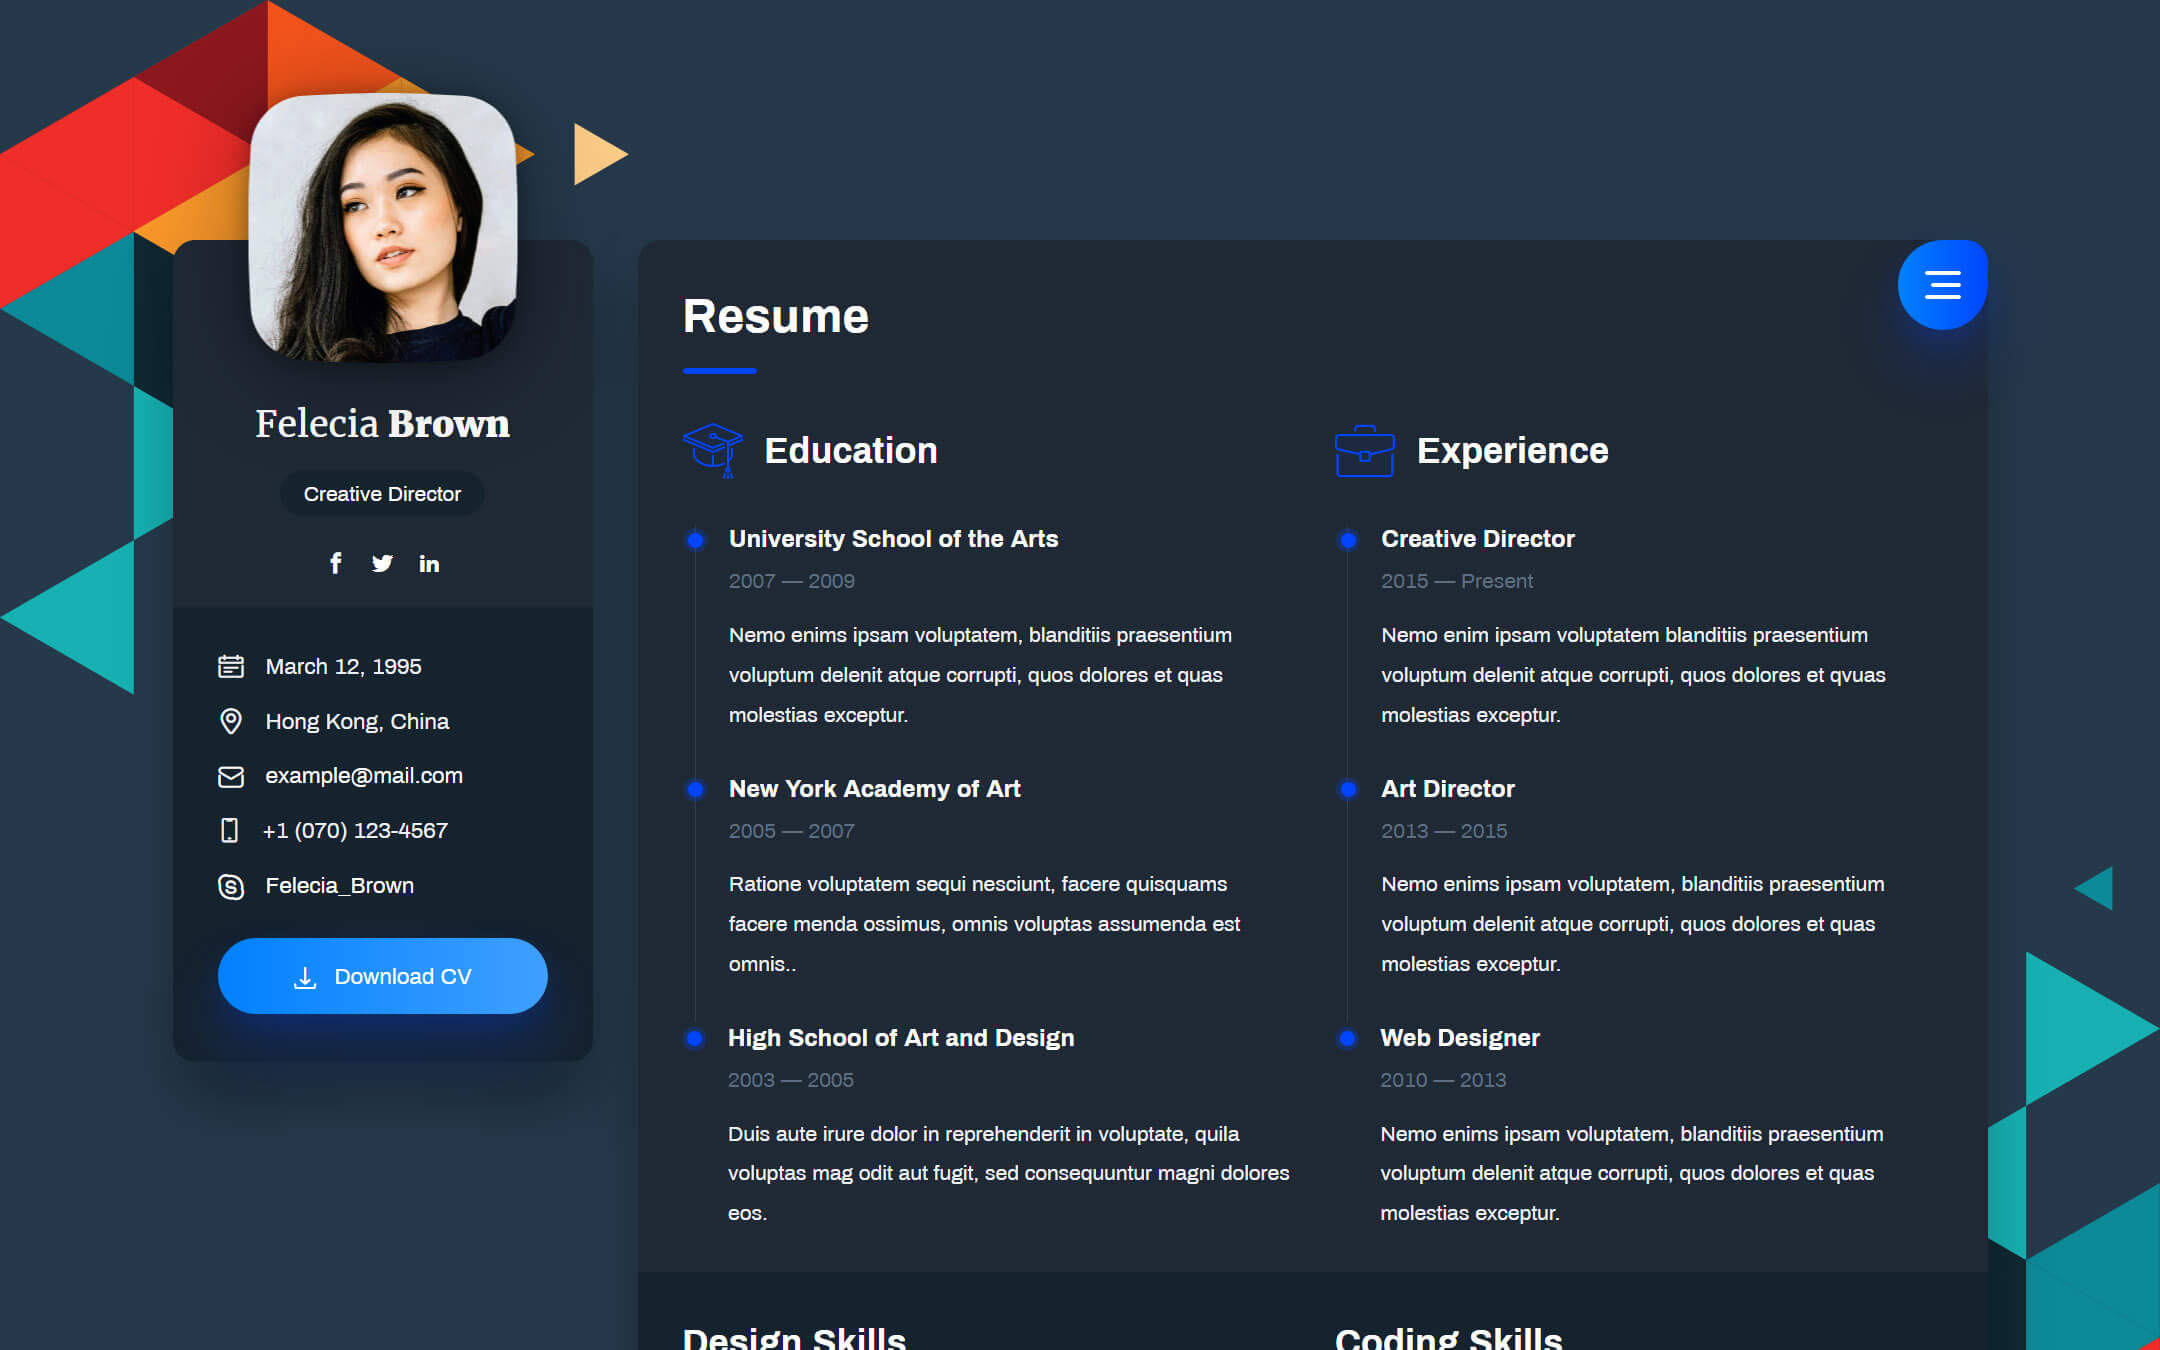 Felecia Brown
Creative Director
March 12, 1995
Hong Kong, China
example@mail.com
+1 (070) 123-4567
Felecia_Brown
Download CV
Resume
Education
University School of the Arts
2007 — 2009
Nemo enims ipsam voluptatem, blanditiis praesentium
voluptum delenit atque corrupti, quos dolores et quas
molestias exceptur.
New York Academy of Art
2005 — 2007
Ratione voluptatem sequi nesciunt, facere quisquams
facere menda ossimus, omnis voluptas assumenda est
omnis..
High School of Art and Design
2003 — 2005
Duis aute irure dolor in reprehenderit in voluptate, quila
voluptas mag odit aut fugit, sed consequuntur magni dolores
eos.
Experience
Creative Director
2015 — Present
Nemo enim ipsam voluptatem blanditiis praesentium
voluptum delenit atque corrupti, quos dolores et qvuas
molestias exceptur.
Art Director
2013 — 2015
Nemo enims ipsam voluptatem, blanditiis praesentium
voluptum delenit atque corrupti, quos dolores et quas
molestias exceptur.
Web Designer
2010 — 2013
Nemo enims ipsam voluptatem, blanditiis praesentium
voluptum delenit atque corrupti, quos dolores et quas
molestias exceptur.
Design Skills
Coding Skills